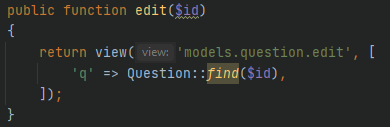 public function edit($id)
{
return view( view: 'models.question.edit', [
'q' => Question::find($id),
]);
}